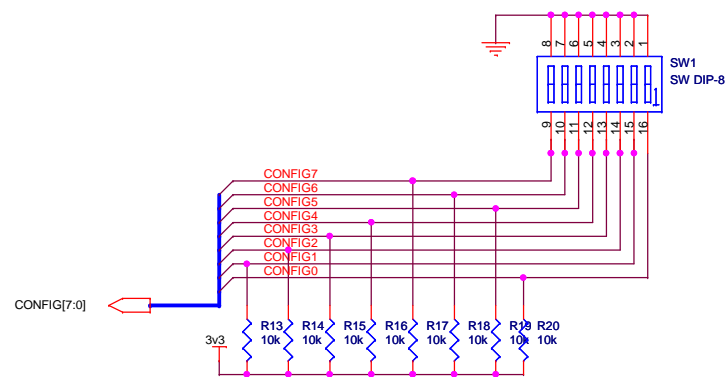 8 7 6 5 4 3 2 1
SW1
SW DIP-8
1
9 10 11 12 13 14 15 16
CONFIG7
CONFIG6
CONFIG5
CONFIG4
CONFIG3
CONFIG2
CONFIG1
CONFIG0
CONFIG[7:0]
R13 R14 R15 R16 R17 R18 R19 R20
3v3 10k 10k 10k 10k 10k 10k 10k 10k